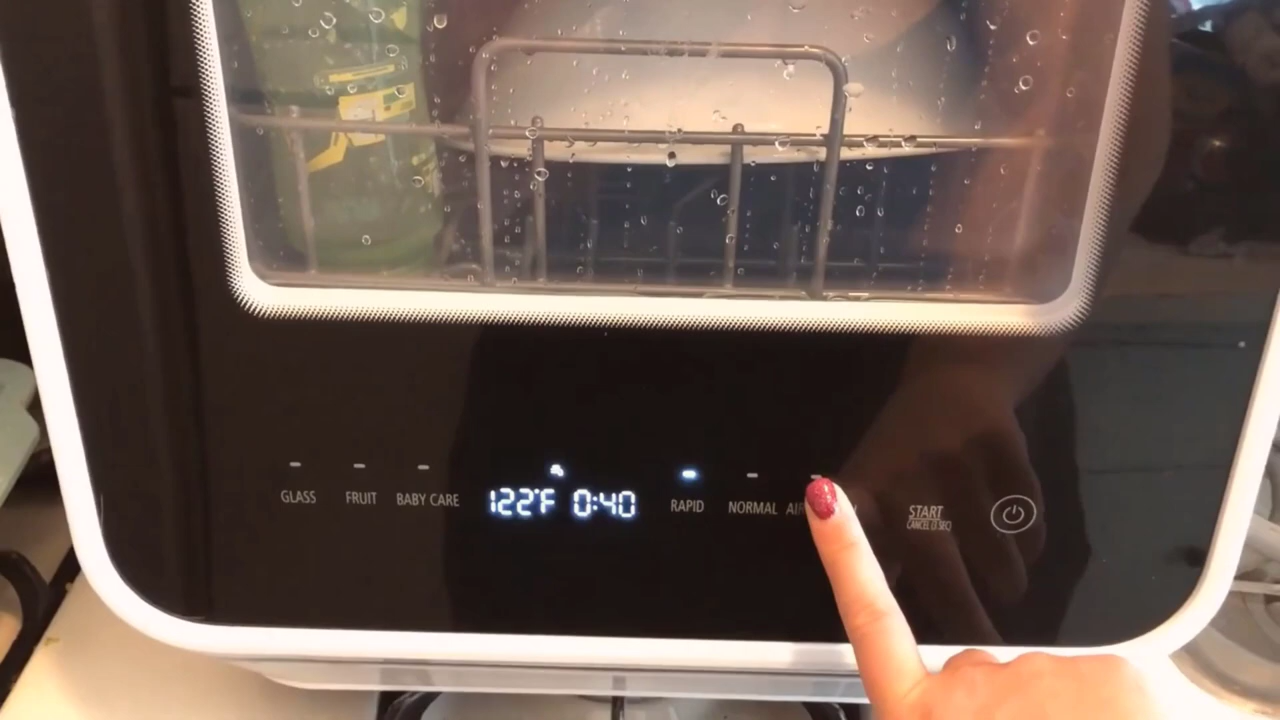 GLASS
FRUIT
BABY CARE
122°F 0:40
RAPID
NORMAL
START
CANCEL (3 SEC)